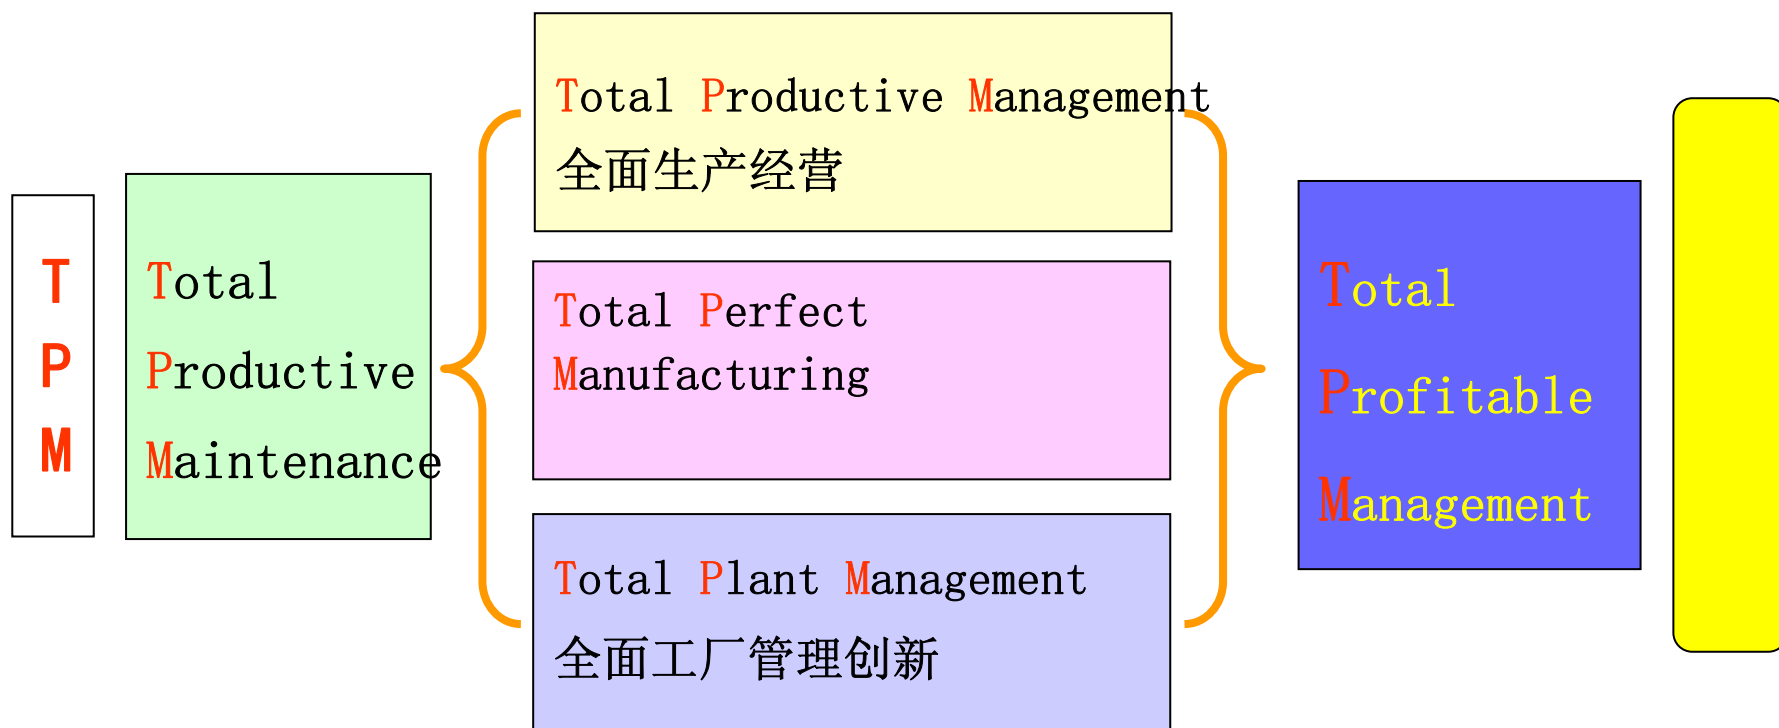 T
P
M
Total
Productive
Maintenance
Total Productive Management
全面生产经营
Total Perfect
Manufacturing
Total Plant Management
全面工厂管理创新
Total
Profitable
Management